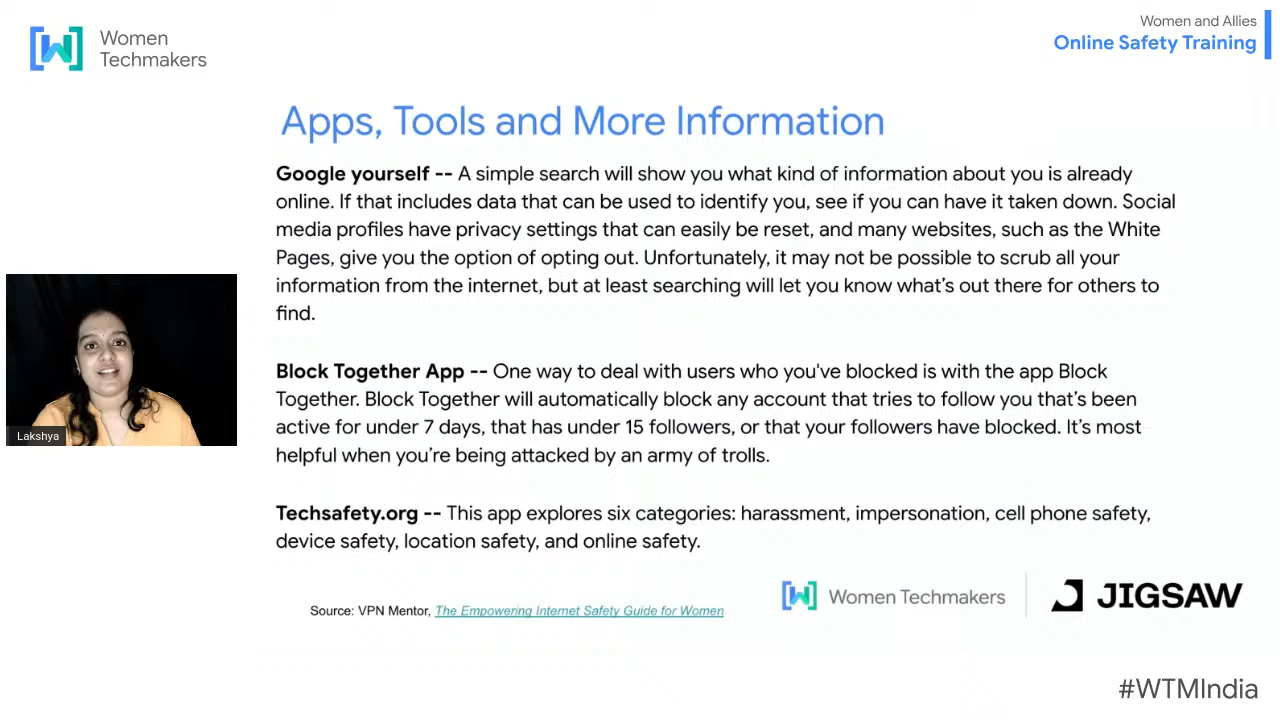 Women
Techmakers
Women and Allies
Online Safety Training
Apps, Tools and More Information
Google yourself -- A simple search will show you what kind of information about you is already
online. If that includes data that can be used to identify you, see if you can have it taken down. Social
media profiles have privacy settings that can easily be reset, and many websites, such as the White
Pages, give you the option of opting out. Unfortunately, it may not be possible to scrub all your
information from the internet, but at least searching will let you know what's out there for others to
find.
Block Together App -- One way to deal with users who you've blocked is with the app Block
Together. Block Together will automatically block any account that tries to follow you that's been
active for under 7 days, that has under 15 followers, or that your followers have blocked. It's most
helpful when you're being attacked by an army of trolls.
Techsafety.org -- This app explores six categories: harassment, impersonation, cell phone safety,
device safety, location safety, and online safety.
Lakshya
Source: VPN Mentor, The Empowering Internet Safety Guide for Women
Women Techmakers
JIGSAW
#WTMIndia